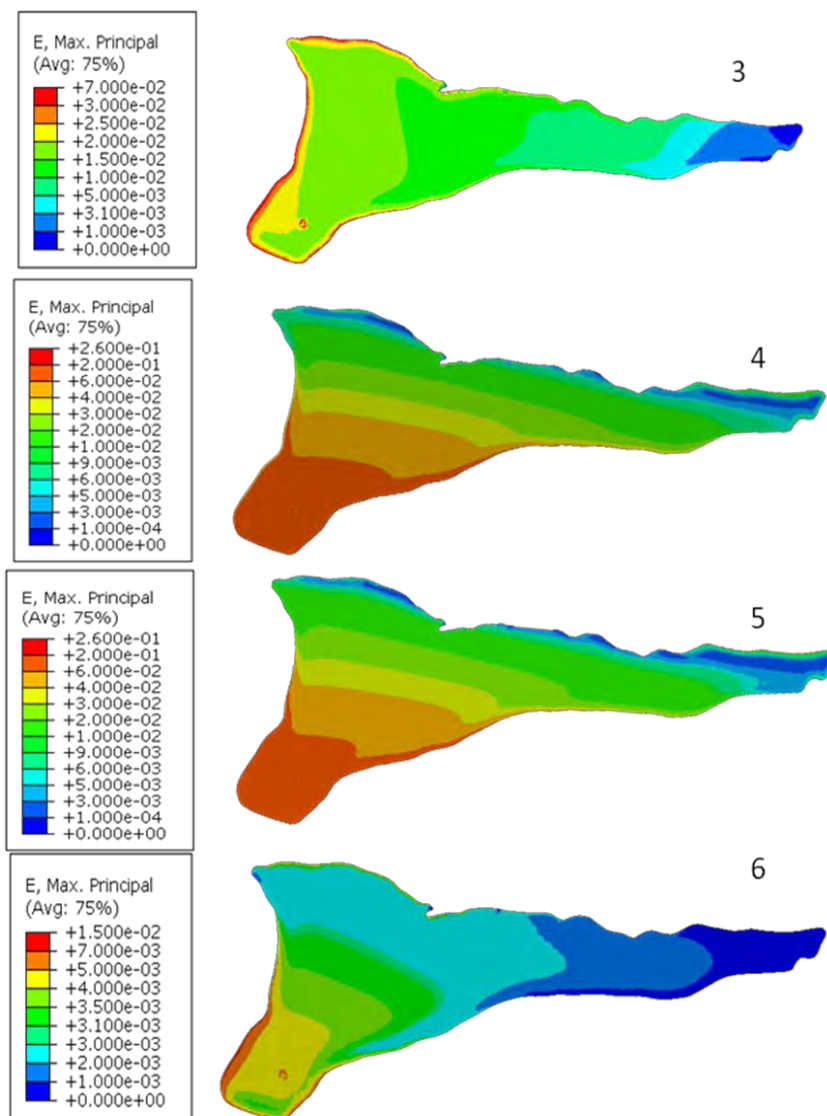 E, Max. Principal
(Avg: 75%)
+7.000e-02
+3.000e-02
+2.500e-02
+2.000e-02
+1.500e-02
+1.000e-02
+5.000e-03
+3.100e-03
+1.000e-03
+0.000e+00
3
E, Max. Principal
(Avg: 75%)
+2.600e-01
+2.000e-01
+6.000e-02
+4.000e-02
+3.000e-02
+2.000e-02
+1.000e-02
+9.000e-03
+6.000e-03
+5.000e-03
+3.000e-03
+1.000e-04
+0.000e+00
4
E, Max. Principal
(Avg: 75%)
+2.600e-01
+2.000e-01
+6.000e-02
+4.000e-02
+3.000e-02
+2.000e-02
+1.000e-02
+9.000e-03
+6.000e-03
+5.000e-03
+3.000e-03
+1.000e-04
+0.000e+00
5
E, Max. Principal
(Avg: 75%)
+1.500e-02
+7.000e-03
+5.000e-03
+4.000e-03
+3.500e-03
+3.100e-03
+3.000e-03
+2.000e-03
+1.000e-03
+0.000e+00
6